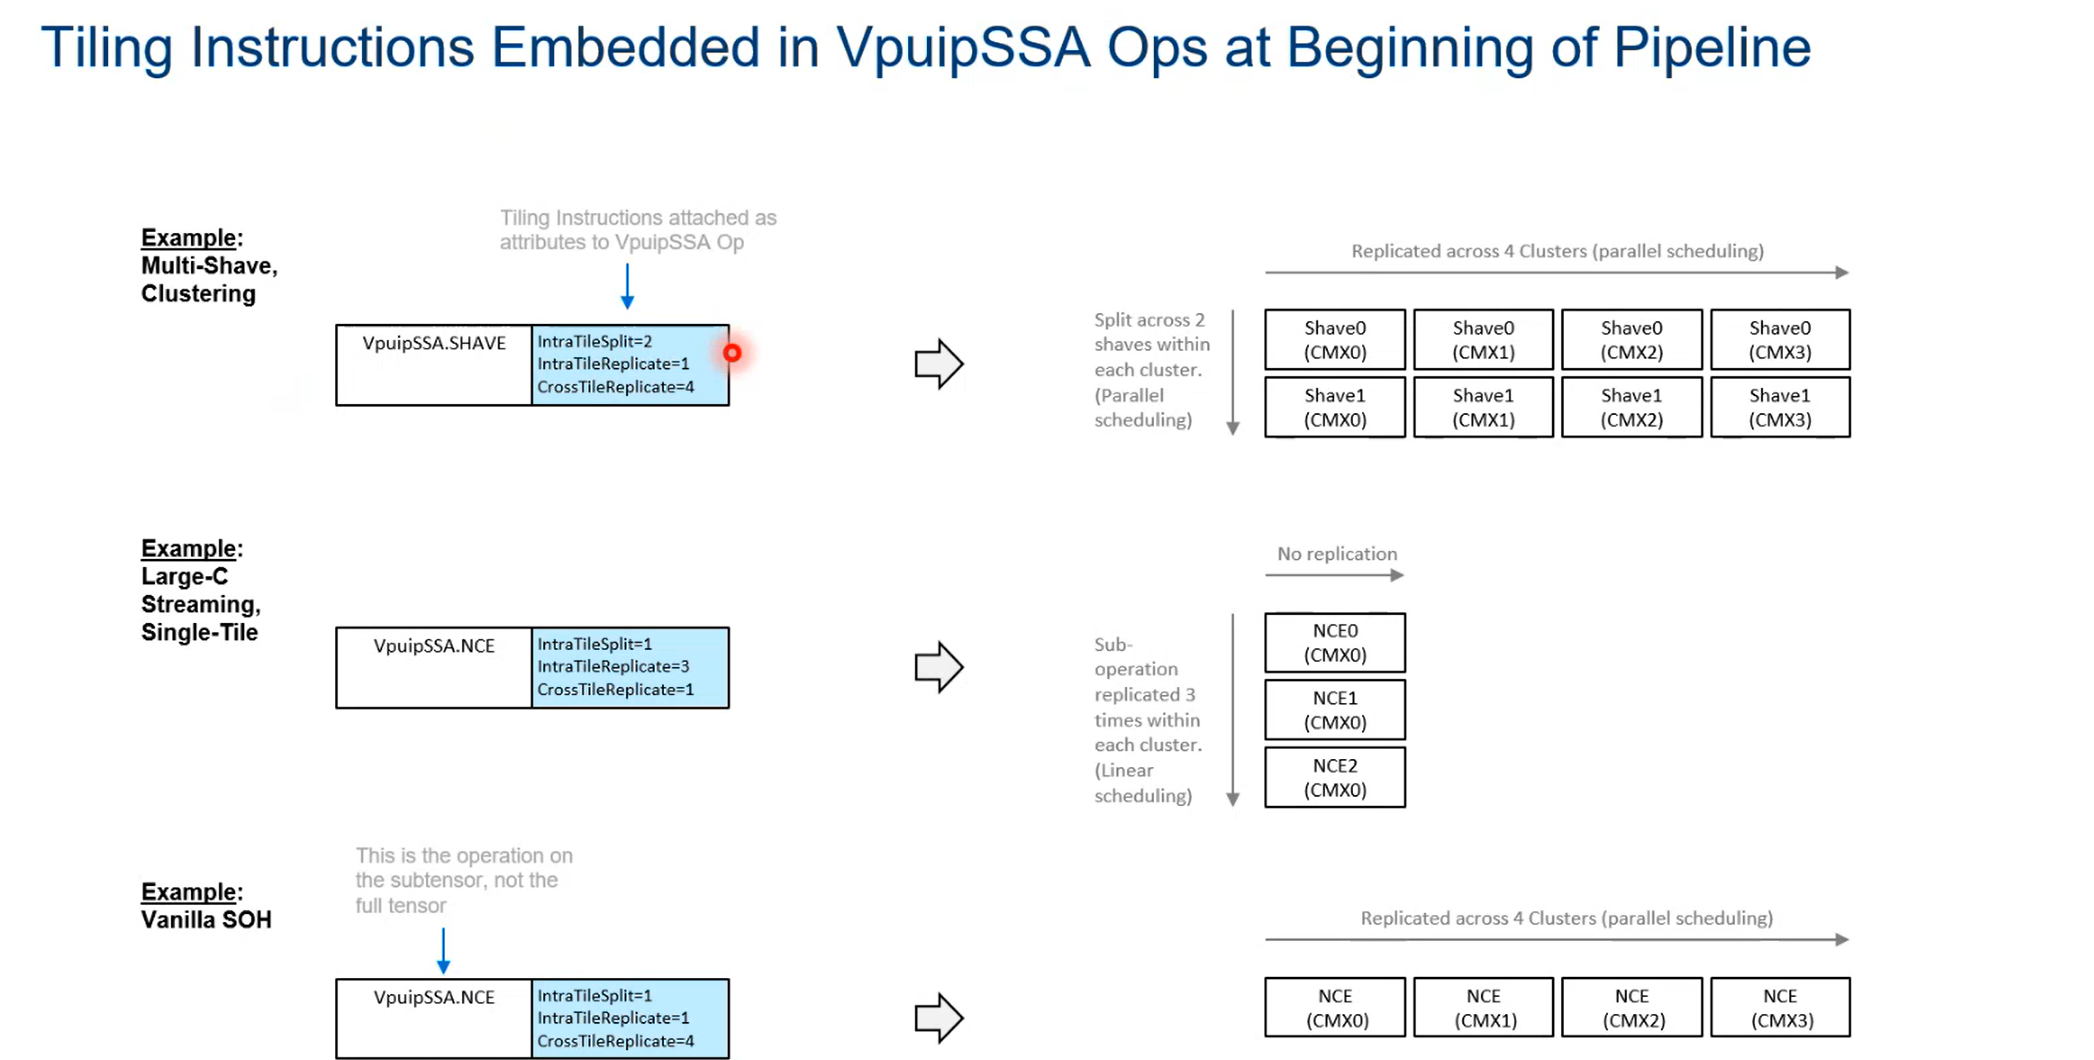 Tiling Instructions Embedded in VpuipSSA Ops at Beginning of Pipeline
Example:
Multi-Shave,
Clustering
Tiling Instructions attached as
attributes to VpuipSSA Op
VpuipSSA.SHAVE
IntraTileSplit=2
IntraTileReplicate=1
CrossTileReplicate=4
Replicated across 4 Clusters (parallel scheduling)
Split across 2
shaves within
each cluster.
(Parallel
scheduling)
Shave0
(CMX0)
Shave0
(CMX1)
Shave0
(CMX2)
Shave0
(CMX3)
Shave1
(CMX0)
Shave1
(CMX1)
Shave1
(CMX2)
Shave1
(CMX3)
Example:
Large-C
Streaming,
Single-Tile
VpuipSSA.NCE
IntraTileSplit=1
IntraTileReplicate=3
CrossTileReplicate=1
No replication
Sub-
operation
replicated 3
times within
each cluster.
(Linear
scheduling)
NCE0
(CMX0)
NCE1
(CMX0)
NCE2
(CMX0)
Example:
Vanilla SOH
This is the operation on
the subtensor, not the
full tensor
VpuipSSA.NCE
IntraTileSplit=1
IntraTileReplicate=1
CrossTileReplicate=4
Replicated across 4 Clusters (parallel scheduling)
NCE
(CMX0)
NCE
(CMX1)
NCE
(CMX2)
NCE
(CMX3)